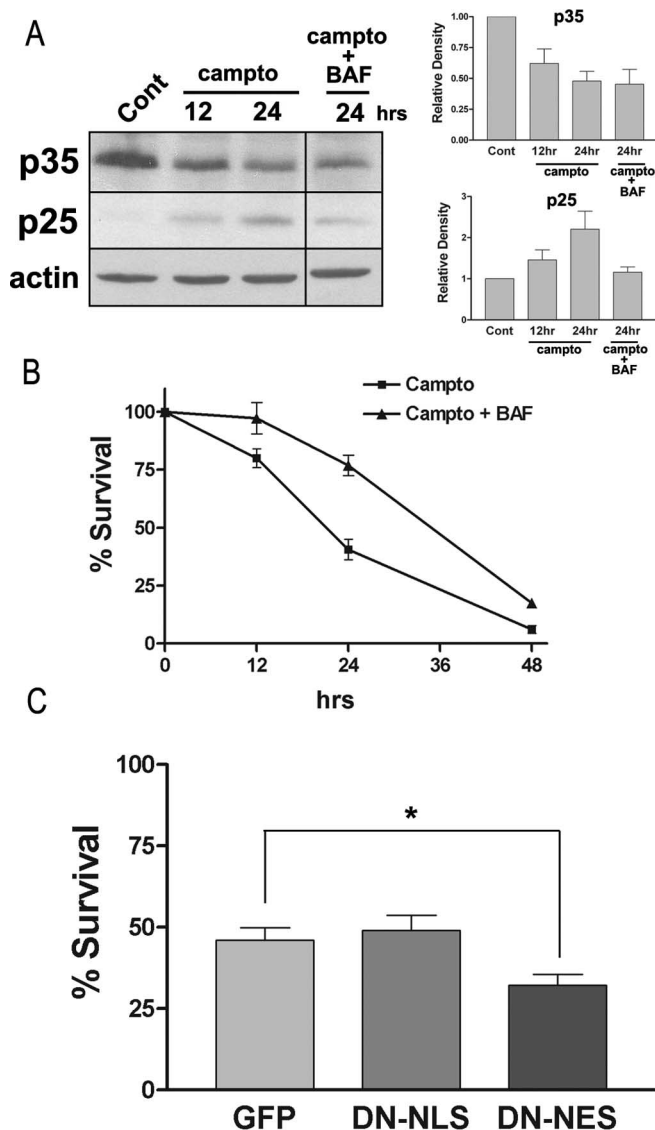 A
Cont
campto
campto
+
BAF
12 24 24 hrs
p35
p25
actin
p35
Relative Density
1.00
0.75
0.50
0.25
0.00
Cont 12hr 24hr 24hr
campto campto
+
BAF
p25
Relative Density
3
2
1
0
Cont 12hr 24hr 24hr
campto campto
+
BAF
B
Campto
Campto + BAF
% Survival
100
75
50
25
0
0 12 24 36 48
hrs
C
% Survival
100
75
50
25
0
*
GFP DN-NLS DN-NES